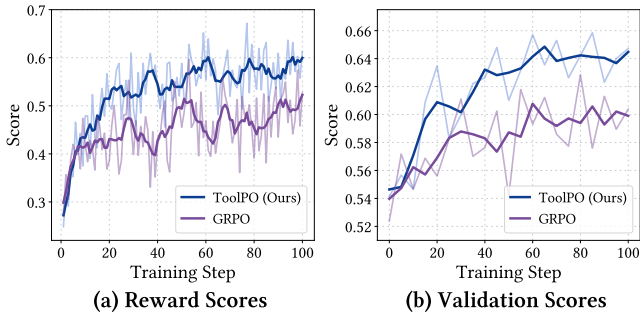 0.7
0.6
0.5
0.4
0.3
Score
0 20 40 60 80 100
Training Step
ToolPO (Ours)
GRPO
(a) Reward Scores
0.66
0.64
0.62
0.60
0.58
0.56
0.54
0.52
Score
0 20 40 60 80 100
Training Step
ToolPO (Ours)
GRPO
(b) Validation Scores